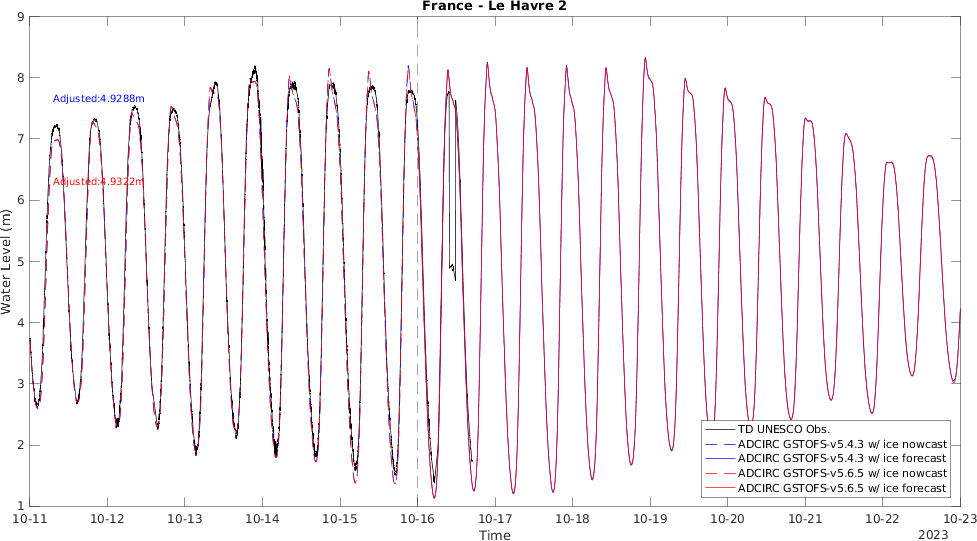 France - Le Havre 2
9
8
7
6
5
4
3
2
1
Water Level (m)
Adjusted:4.9288m
Adjusted:4.9322m
TD UNESCO Obs.
ADCIRC GSTOFS-v5.4.3 w/ ice nowcast
ADCIRC GSTOFS-v5.4.3 w/ ice forecast
ADCIRC GSTOFS-v5.6.5 w/ ice nowcast
ADCIRC GSTOFS-v5.6.5 w/ ice forecast
10-11 10-12 10-13 10-14 10-15 10-16 10-17 10-18 10-19 10-20 10-21 10-22 10-23
Time
2023